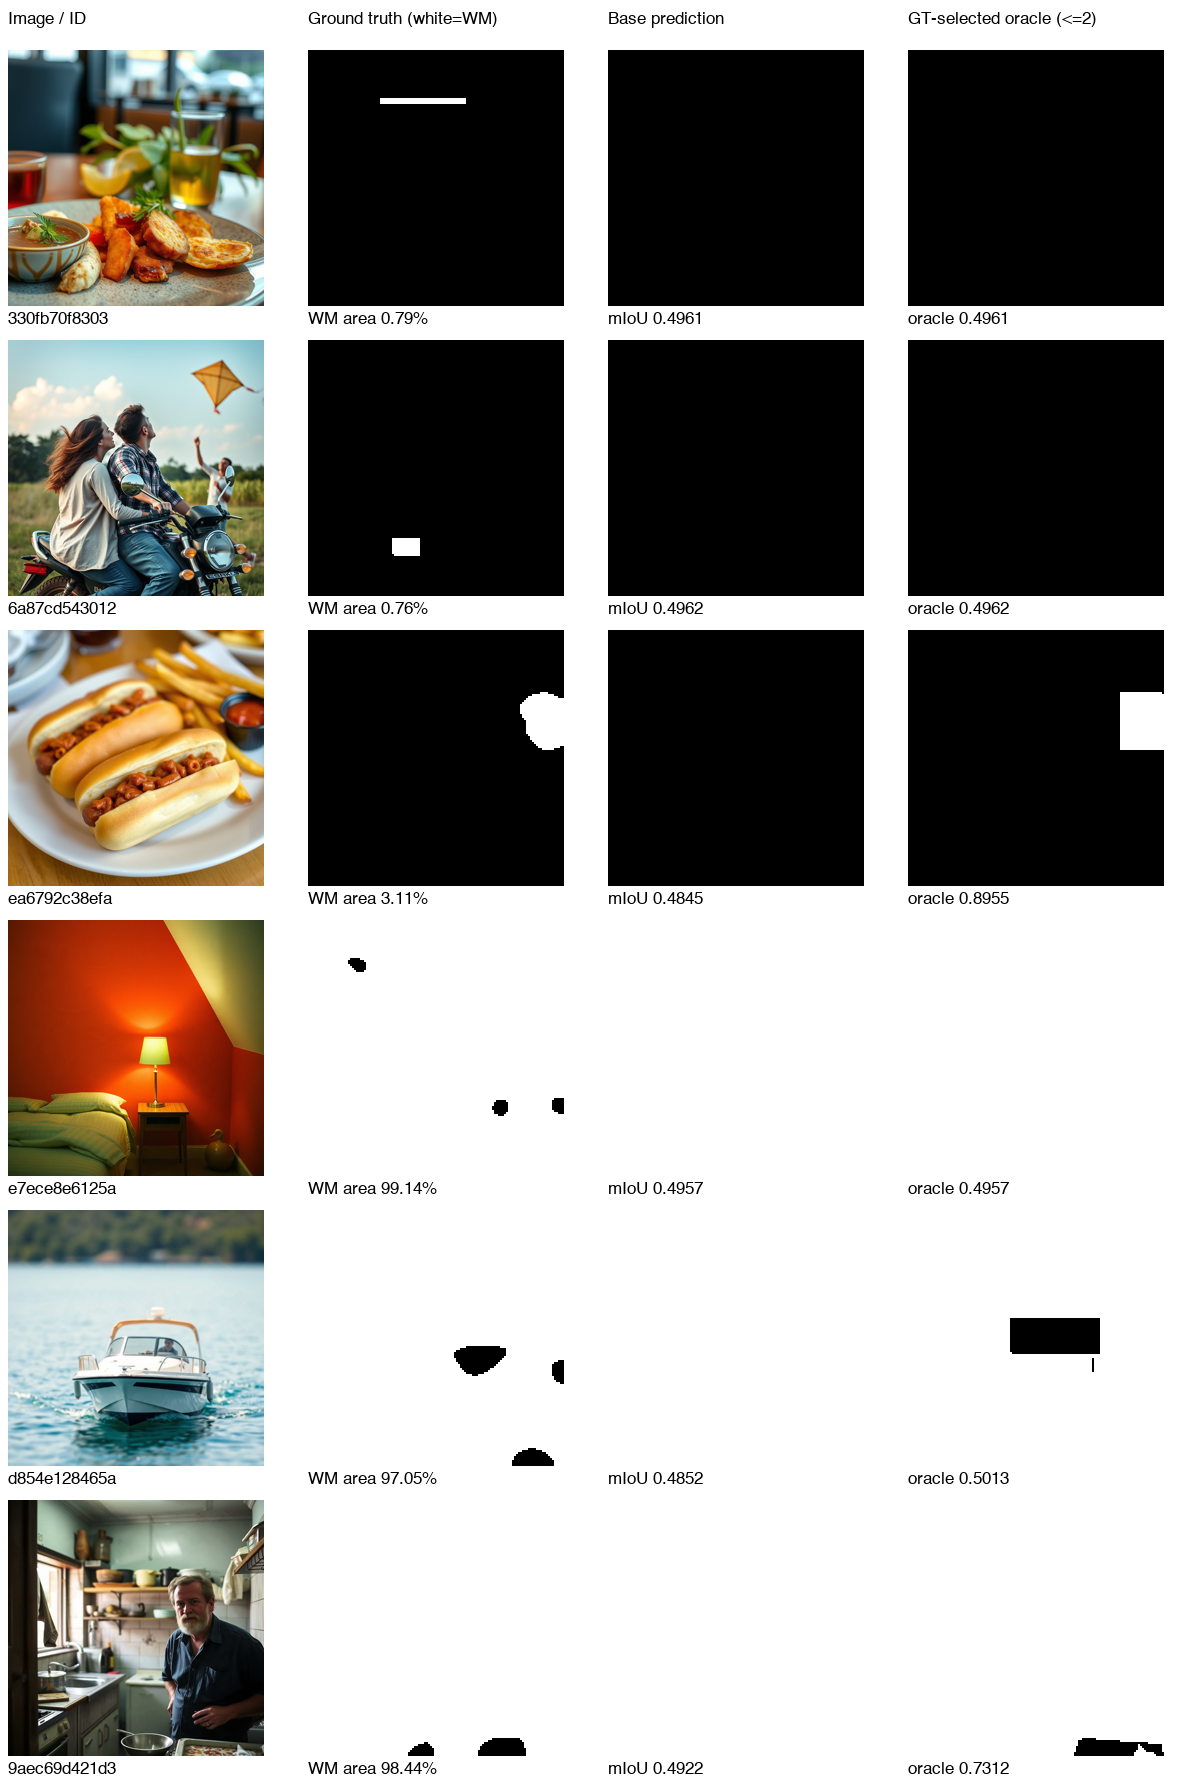 Image / ID Ground truth (white=WM) Base prediction GT-selected oracle (<=2)
330fb70f8303 WM area 0.79% mIoU 0.4961 oracle 0.4961
6a87cd543012 WM area 0.76% mIoU 0.4962 oracle 0.4962
ea6792c38efa WM area 3.11% mIoU 0.4845 oracle 0.8955
e7ece8e6125a WM area 99.14% mIoU 0.4957 oracle 0.4957
d854e128465a WM area 97.05% mIoU 0.4852 oracle 0.5013
9aec69d421d3 WM area 98.44% mIoU 0.4922 oracle 0.7312